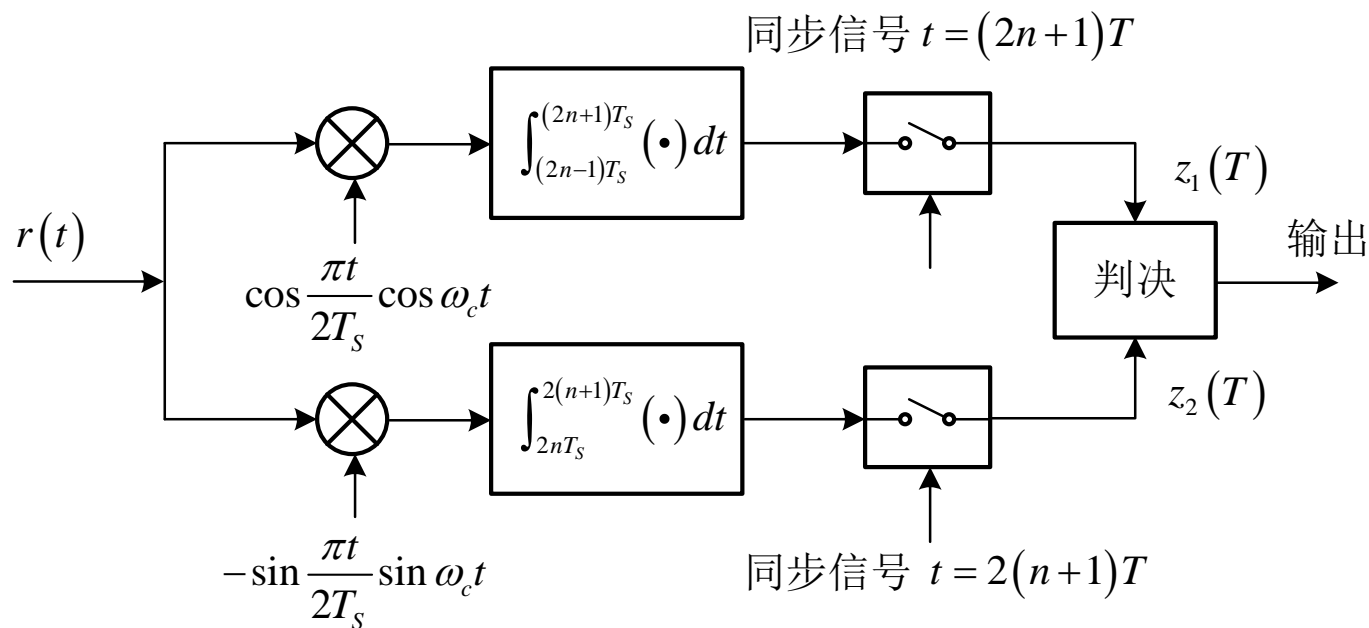 同步信号 t = (2n+1)T
∫_{(2n−1)T_S}^{(2n+1)T_S} (•) dt
z₁(T)
r(t)
输出
判决
cos (πt / 2T_S) cos ω_c t
∫_{2nT_S}^{2(n+1)T_S} (•) dt
z₂(T)
−sin (πt / 2T_S) sin ω_c t
同步信号 t = 2(n+1)T